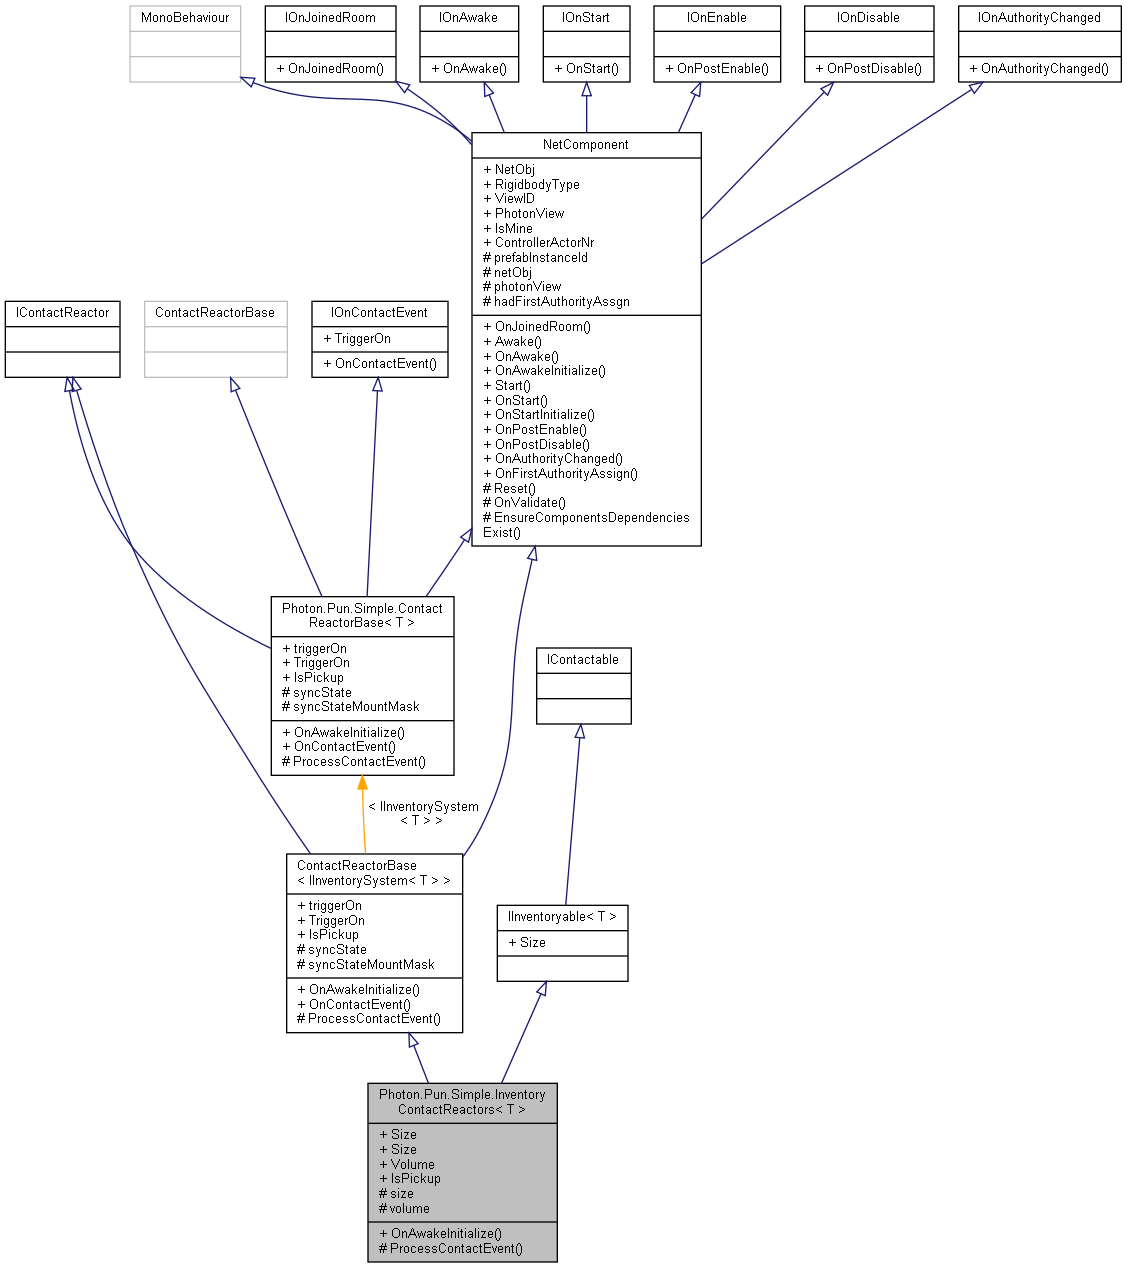 MonoBehaviour
IOnJoinedRoom
+ OnJoinedRoom()
IOnAwake
+ OnAwake()
IOnStart
+ OnStart()
IOnEnable
+ OnPostEnable()
IOnDisable
+ OnPostDisable()
IOnAuthorityChanged
+ OnAuthorityChanged()
NetComponent
+ NetObj
+ RigidbodyType
+ ViewID
+ PhotonView
+ IsMine
+ ControllerActorNr
# prefabInstanceId
# netObj
# photonView
# hadFirstAuthorityAssgn
+ OnJoinedRoom()
+ Awake()
+ OnAwake()
+ OnAwakeInitialize()
+ Start()
+ OnStart()
+ OnStartInitialize()
+ OnPostEnable()
+ OnPostDisable()
+ OnAuthorityChanged()
+ OnFirstAuthorityAssign()
# Reset()
# OnValidate()
# EnsureComponentsDependencies
Exist()
IContactReactor
ContactReactorBase
IOnContactEvent
+ TriggerOn
+ OnContactEvent()
Photon.Pun.Simple.Contact
ReactorBase< T >
+ triggerOn
+ TriggerOn
+ IsPickup
# syncState
# syncStateMountMask
+ OnAwakeInitialize()
+ OnContactEvent()
# ProcessContactEvent()
IContactable
< IInventorySystem
< T > >
ContactReactorBase
< IInventorySystem< T > >
+ triggerOn
+ TriggerOn
+ IsPickup
# syncState
# syncStateMountMask
+ OnAwakeInitialize()
+ OnContactEvent()
# ProcessContactEvent()
IInventoryable< T >
+ Size
Photon.Pun.Simple.Inventory
ContactReactors< T >
+ Size
+ Size
+ Volume
+ IsPickup
# size
# volume
+ OnAwakeInitialize()
# ProcessContactEvent()